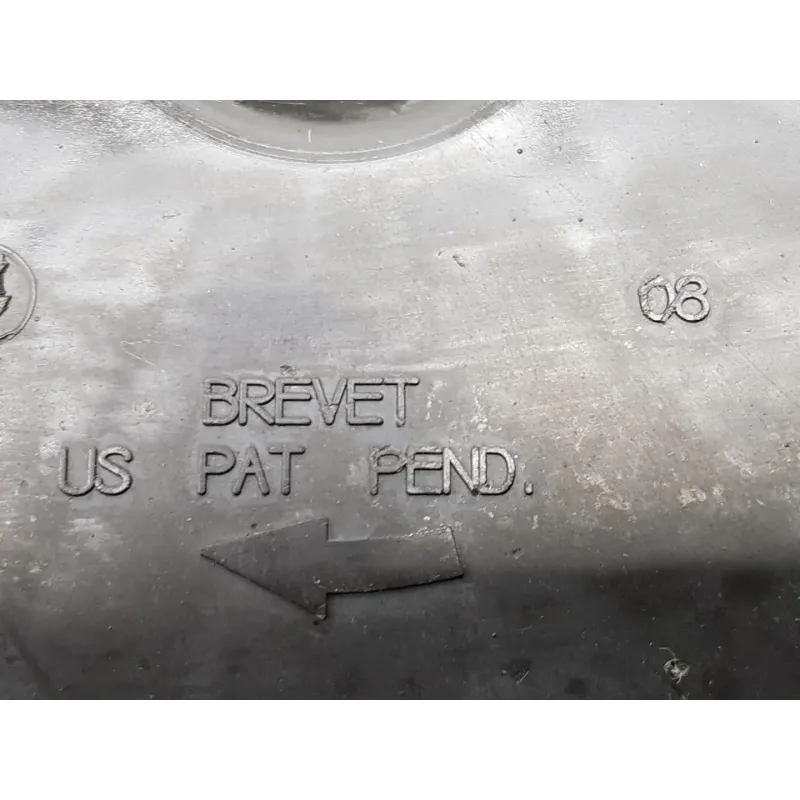 08
BREVET
US PAT PEND.